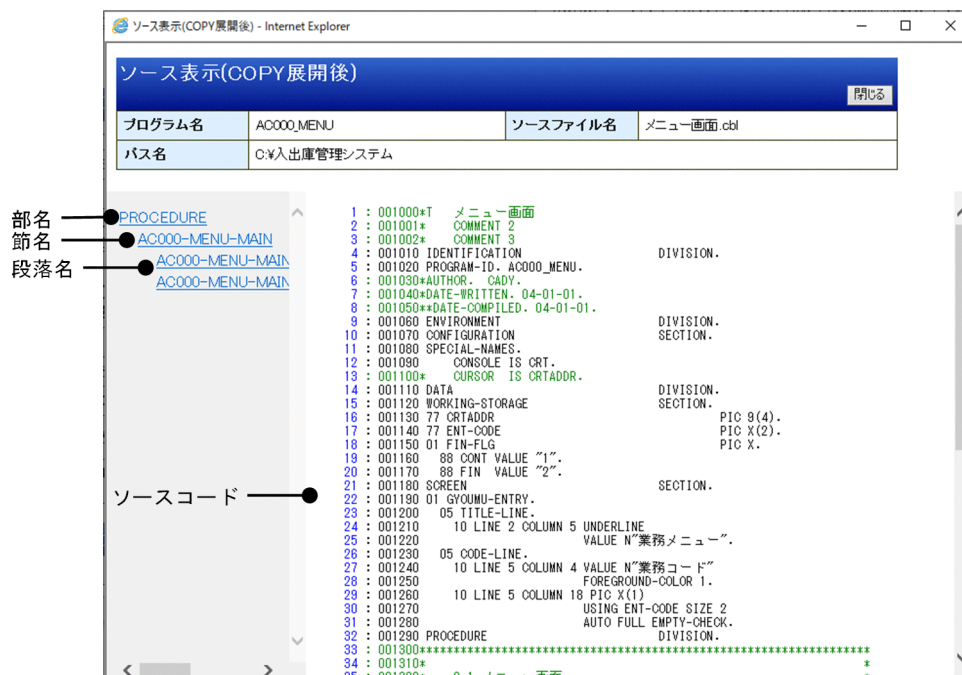 ソース表示(COPY展開後) - Internet Explorer
ソース表示(COPY展開後)
閉じる
プログラム名 AC000_MENU ソースファイル名 メニュー画面.cbl
パス名 C:¥入出庫管理システム
部名
節名
段落名
PROCEDURE
AC000-MENU-MAIN
AC000-MENU-MAIN
AC000-MENU-MAIN
ソースコード
1 : 001000*T メニュー画面
2 : 001001* COMMENT 2
3 : 001002* COMMENT 3
4 : 001010 IDENTIFICATION DIVISION.
5 : 001020 PROGRAM-ID. AC000_MENU.
6 : 001030*AUTHOR. CADY.
7 : 001040*DATE-WRITTEN. 04-01-01.
8 : 001050**DATE-COMPILED. 04-01-01.
9 : 001060 ENVIRONMENT DIVISION.
10 : 001070 CONFIGURATION SECTION.
11 : 001080 SPECIAL-NAMES.
12 : 001090 CONSOLE IS CRT.
13 : 001100* CURSOR IS CRTADDR.
14 : 001110 DATA DIVISION.
15 : 001120 WORKING-STORAGE SECTION.
16 : 001130 77 CRTADDR PIC 9(4).
17 : 001140 77 ENT-CODE PIC X(2).
18 : 001150 01 FIN-FLG PIC X.
19 : 001160 88 CONT VALUE "1".
20 : 001170 88 FIN VALUE "2".
21 : 001180 SCREEN SECTION.
22 : 001190 01 GYOUMU-ENTRY.
23 : 001200 05 TITLE-LINE.
24 : 001210 10 LINE 2 COLUMN 5 UNDERLINE
25 : 001220 VALUE N"業務メニュー".
26 : 001230 05 CODE-LINE.
27 : 001240 10 LINE 5 COLUMN 4 VALUE N"業務コード"
28 : 001250 FOREGROUND-COLOR 1.
29 : 001260 10 LINE 5 COLUMN 18 PIC X(1)
30 : 001270 USING ENT-CODE SIZE 2
31 : 001280 AUTO FULL EMPTY-CHECK.
32 : 001290 PROCEDURE DIVISION.
33 : 001300*****************************************************************
34 : 001310* *